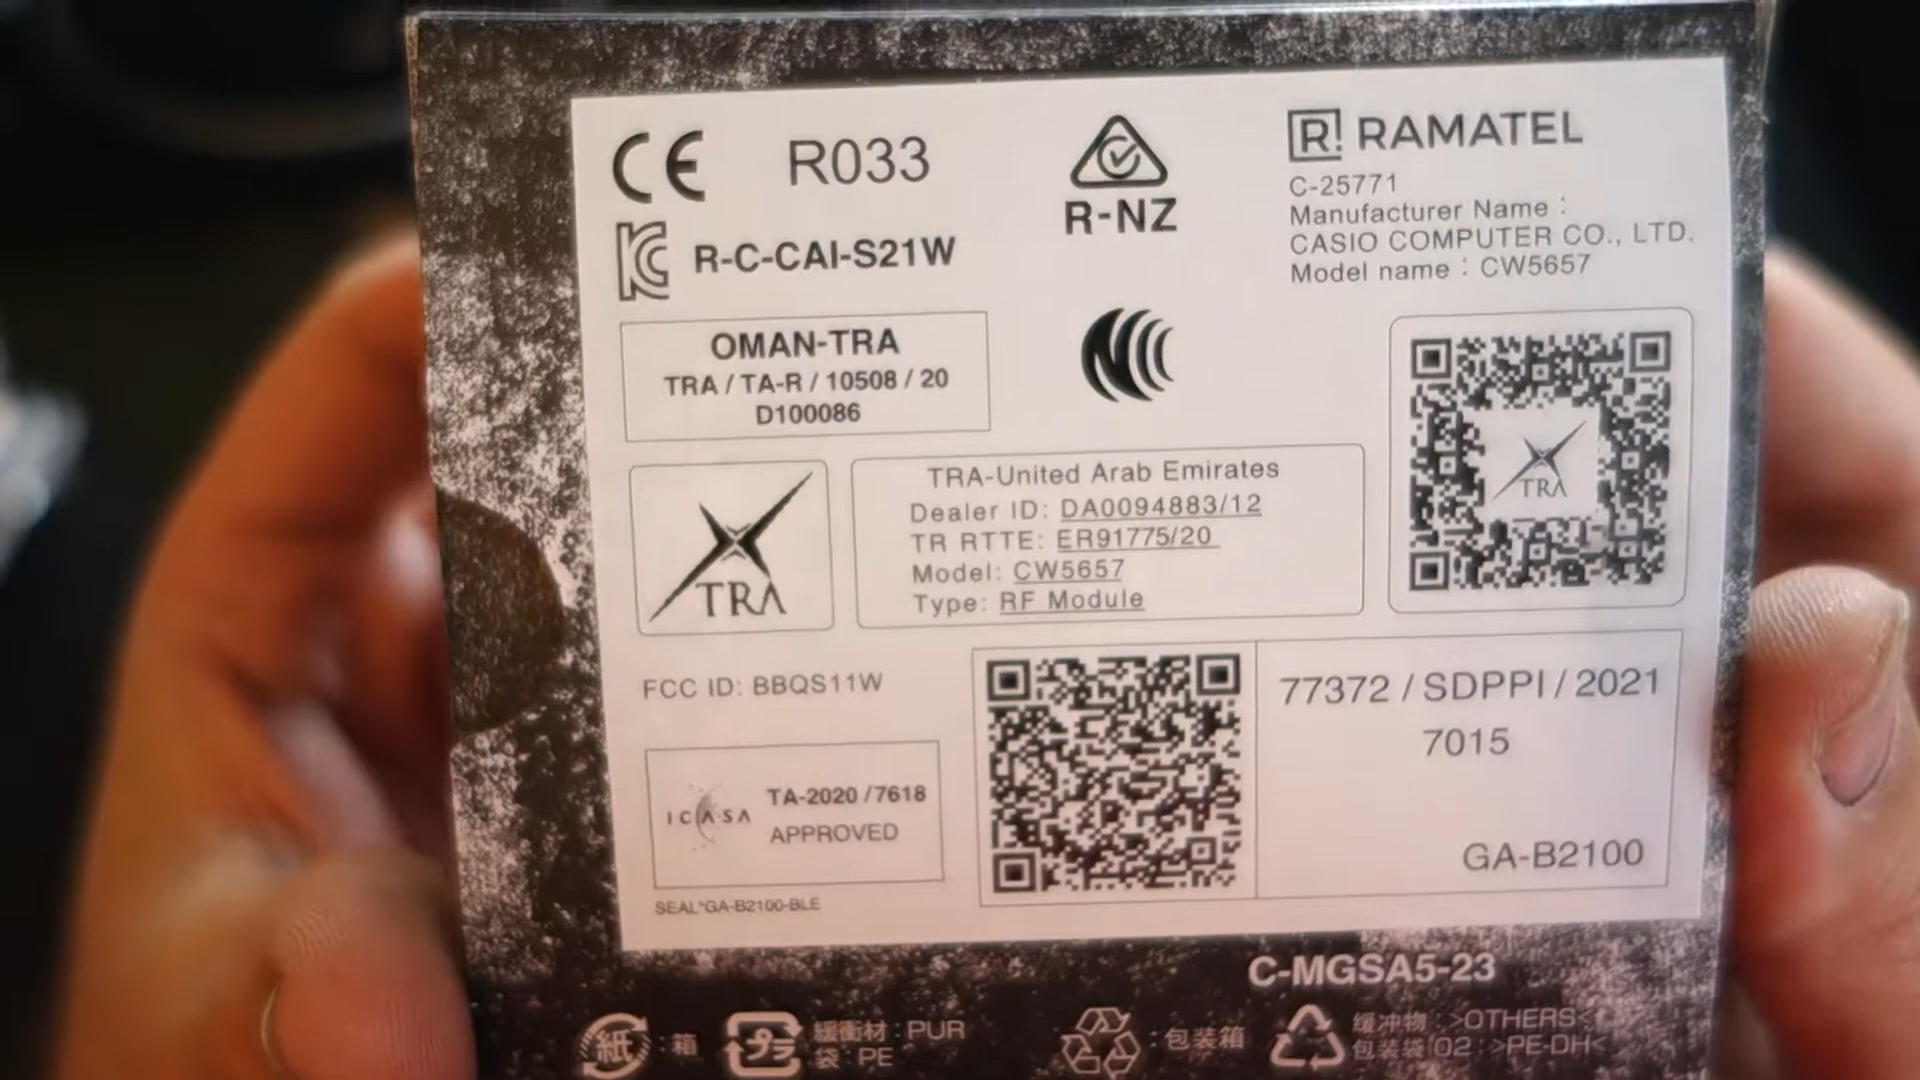 CE R033
R-C-CAI-S21W
R-NZ
R! RAMATEL
C-25771
Manufacturer Name :
CASIO COMPUTER CO., LTD.
Model name : CW5657
OMAN-TRA
TRA / TA-R / 10508 / 20
D100086
TRA
TRA-United Arab Emirates
Dealer ID: DA0094883/12
TR RTTE: ER91775/20
Model: CW5657
Type: RF Module
TRA
FCC ID: BBQS11W
ICASA
TA-2020 / 7618
APPROVED
SEAL*GA-B2100-BLE
77372 / SDPPI / 2021
7015
GA-B2100
C-MGSA5-23
紙 : 箱
プラ
緩衝材 : PUR
袋 : PE
: 包装箱
缓冲物 : >OTHERS<
包装袋 02 : >PE-DH<